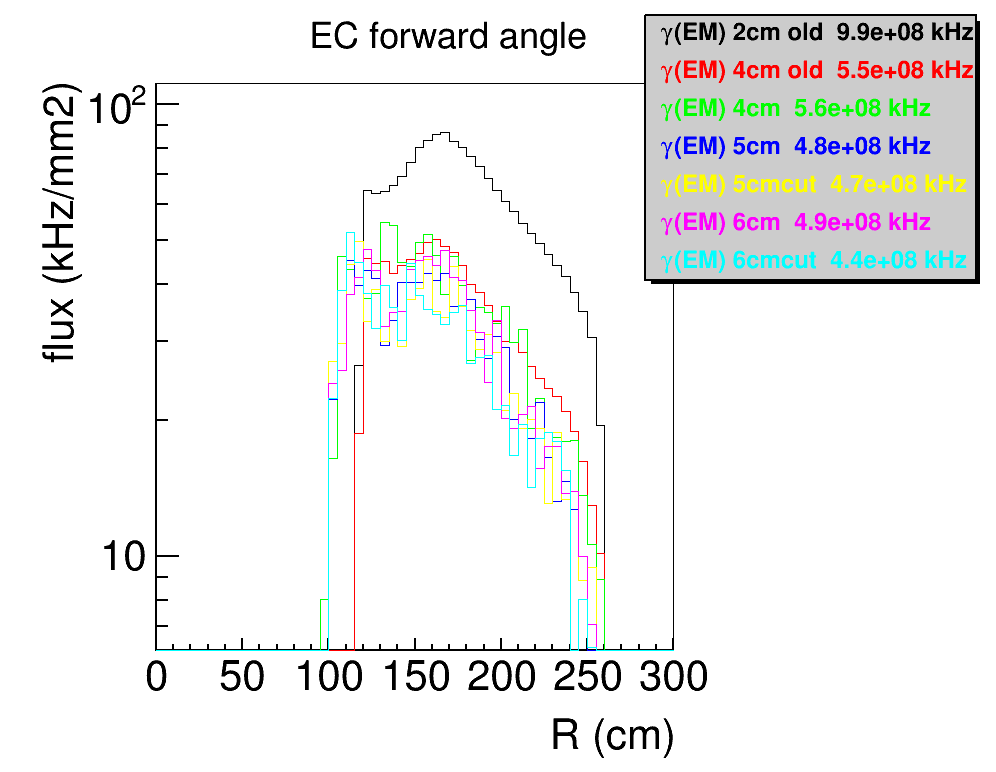 EC forward angle
γ(EM) 2cm old 9.9e+08 kHz
γ(EM) 4cm old 5.5e+08 kHz
γ(EM) 4cm 5.6e+08 kHz
γ(EM) 5cm 4.8e+08 kHz
γ(EM) 5cmcut 4.7e+08 kHz
γ(EM) 6cm 4.9e+08 kHz
γ(EM) 6cmcut 4.4e+08 kHz
flux (kHz/mm2)
10²
10
0 50 100 150 200 250 300
R (cm)